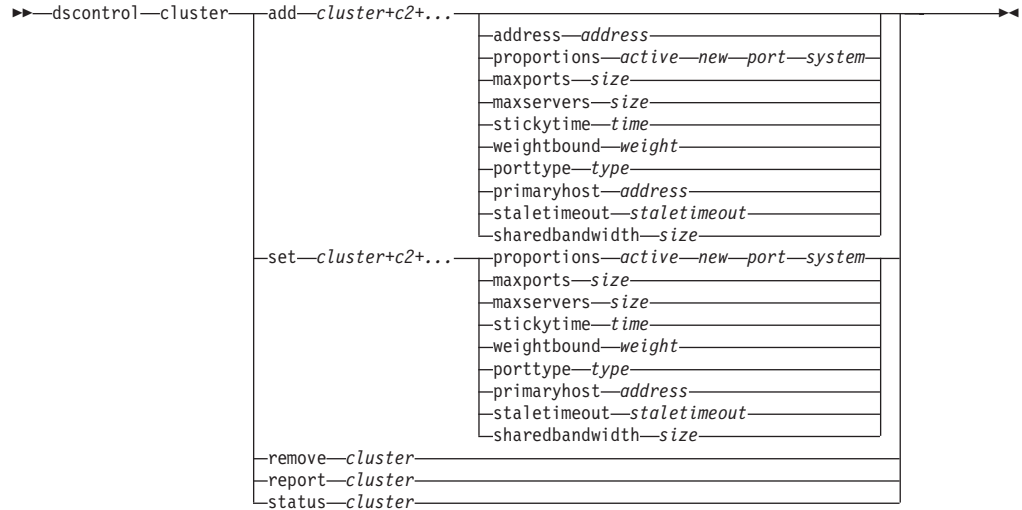 dscontrol cluster add cluster+c2+...
address address
proportions active new port system
maxports size
maxservers size
stickytime time
weightbound weight
porttype type
primaryhost address
staletimeout staletimeout
sharedbandwidth size
set cluster+c2+... proportions active new port system
maxports size
maxservers size
stickytime time
weightbound weight
porttype type
primaryhost address
staletimeout staletimeout
sharedbandwidth size
remove cluster
report cluster
status cluster